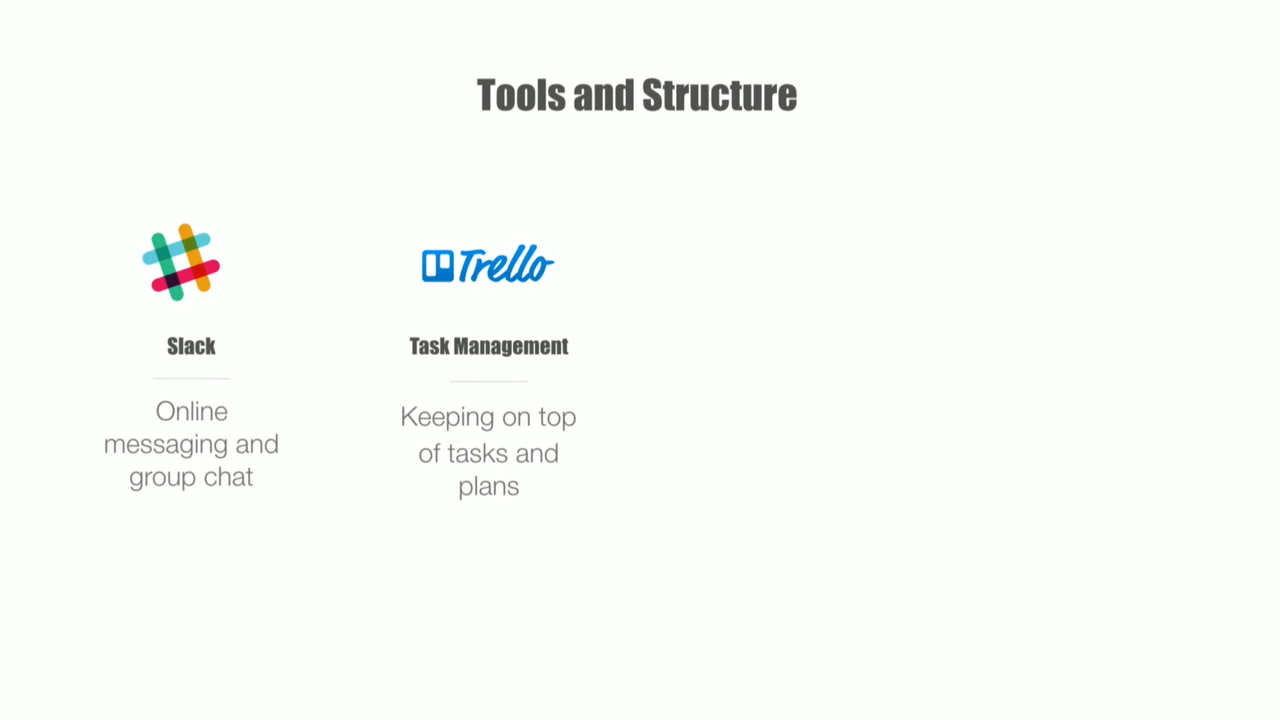 Tools and Structure
Trello
Slack
Task Management
Online
messaging and
group chat
Keeping on top
of tasks and
plans